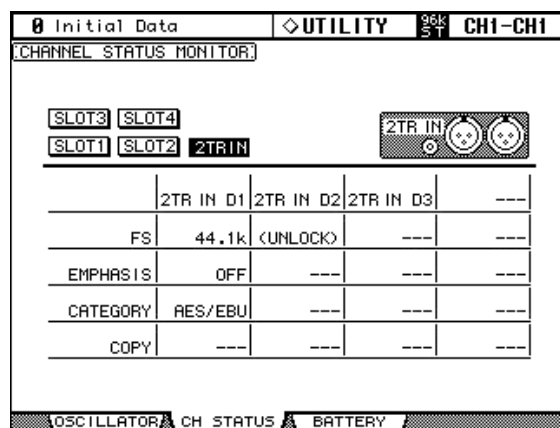 0 Initial Data ◇UTILITY 96k ST CH1-CH1
CHANNEL STATUS MONITOR
SLOT3 SLOT4
SLOT1 SLOT2 2TRIN
2TR IN
2TR IN D1 2TR IN D2 2TR IN D3 ---
FS 44.1k (UNLOCK) --- ---
EMPHASIS OFF --- --- ---
CATEGORY AES/EBU --- --- ---
COPY --- --- --- ---
OSCILLATOR CH STATUS BATTERY